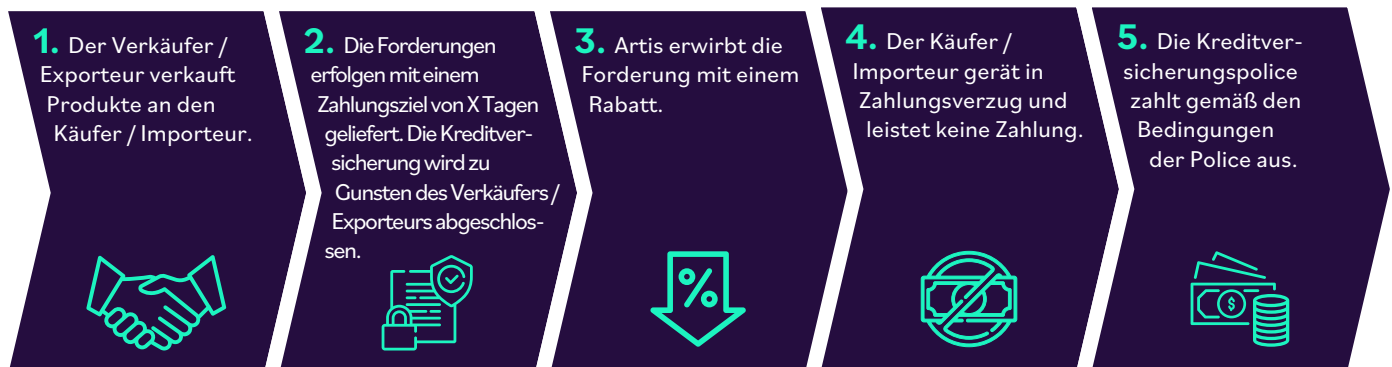 1. Der Verkäufer /
Exporteur verkauft
Produkte an den
Käufer / Importeur.
2. Die Forderungen
erfolgen mit einem
Zahlungsziel von X Tagen
geliefert. Die Kreditver-
sicherung wird zu
Gunsten des Verkäufers /
Exporteurs abgeschlos-
sen.
3. Artis erwirbt die
Forderung mit einem
Rabatt.
%
4. Der Käufer /
Importeur gerät in
Zahlungsverzug und
leistet keine Zahlung.
5. Die Kreditver-
sicherungspolice
zahlt gemäß den
Bedingungen
der Police aus.
$